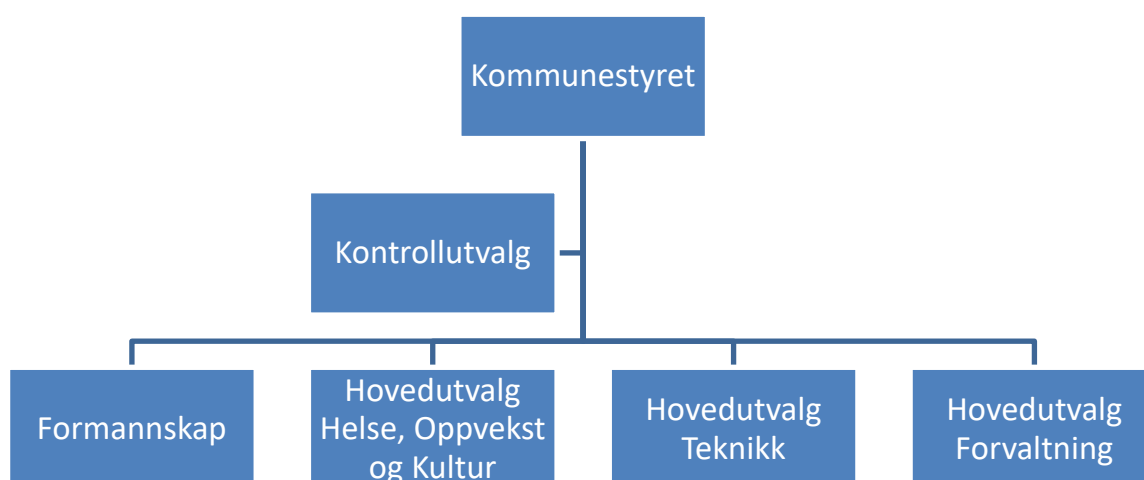 Kommunestyret
Kontrollutvalg
Formannskap
Hovedutvalg
Helse, Oppvekst
og Kultur
Hovedutvalg
Teknikk
Hovedutvalg
Forvaltning